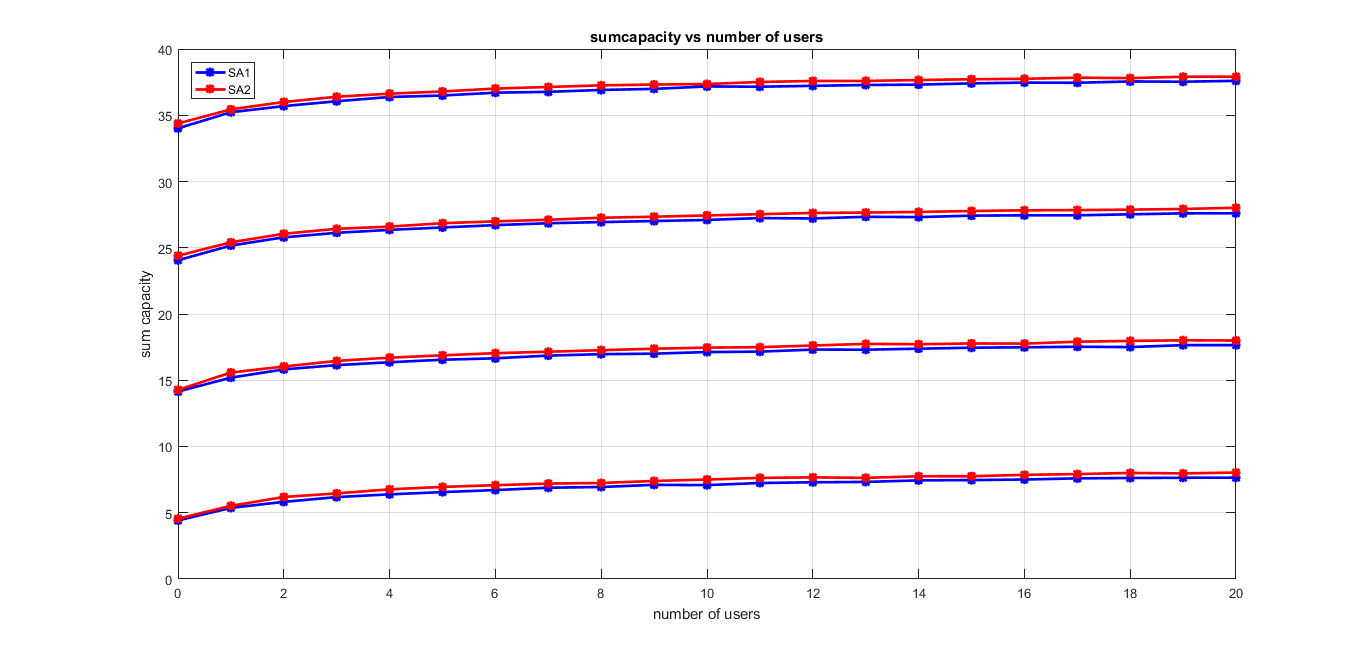 sumcapacity vs number of users
SA1
SA2
40
35
30
25
20
15
10
5
0
sum capacity
0 2 4 6 8 10 12 14 16 18 20
number of users